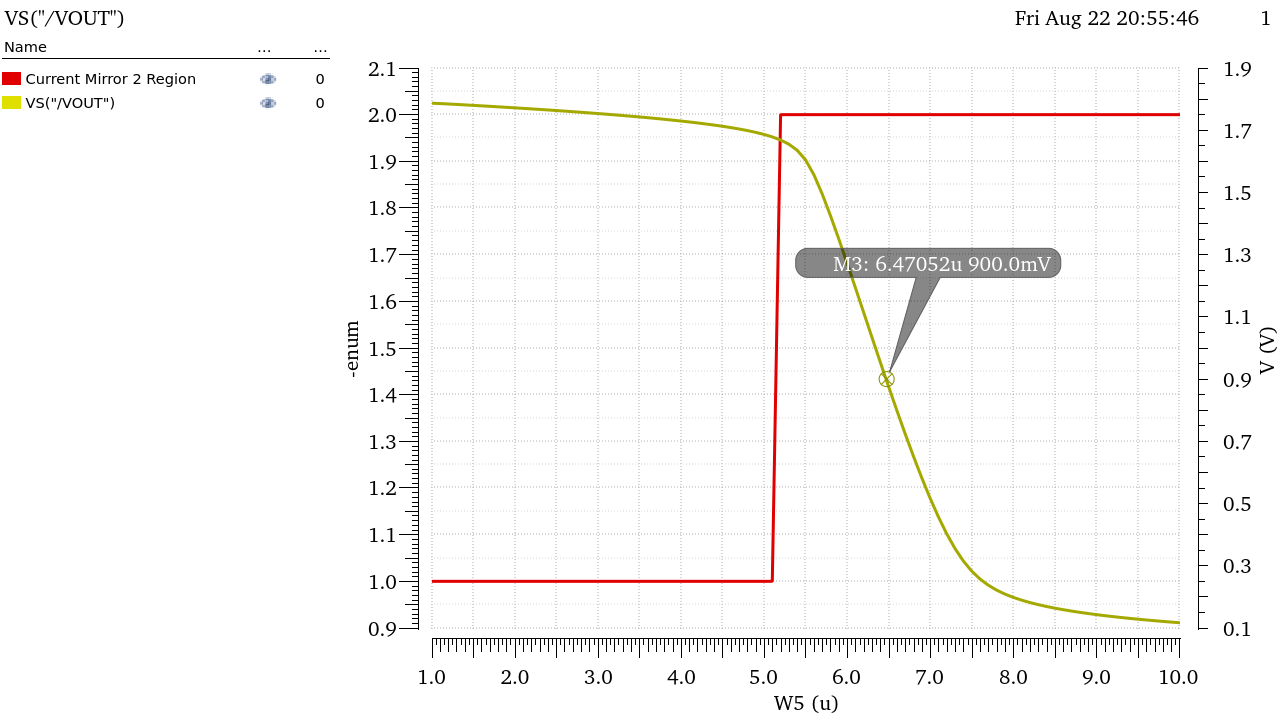 VS("/VOUT")
Fri Aug 22 20:55:46 1
Name ... ...
Current Mirror 2 Region 0
VS("/VOUT") 0
2.1
2.0
1.9
1.8
1.7
1.6
1.5
1.4
1.3
1.2
1.1
1.0
0.9
-enum
M3: 6.47052u 900.0mV
1.9
1.7
1.5
1.3
1.1
0.9
0.7
0.5
0.3
0.1
V (V)
1.0 2.0 3.0 4.0 5.0 6.0 7.0 8.0 9.0 10.0
W5 (u)